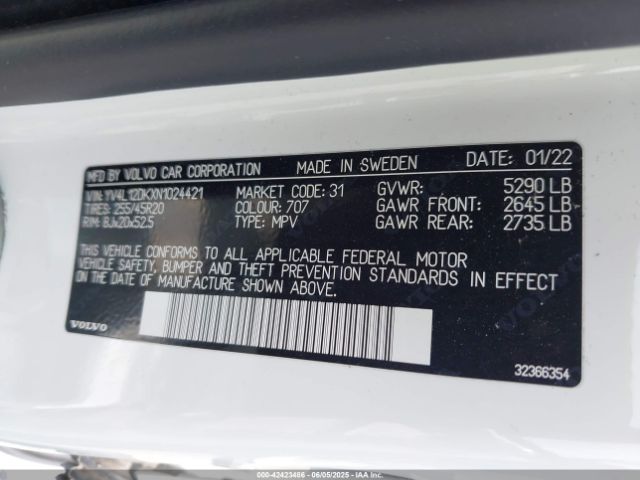 MFD BY VOLVO CAR CORPORATION MADE IN SWEDEN DATE: 01/22
VIN: YV4L12DKXN1024421 MARKET CODE: 31 GVWR: 5290 LB
TIRES: 255/45R20 COLOUR: 707 GAWR FRONT: 2645 LB
RIM: 8Jx20x52.5 TYPE: MPV GAWR REAR: 2735 LB
THIS VEHICLE CONFORMS TO ALL APPLICABLE FEDERAL MOTOR
VEHICLE SAFETY, BUMPER AND THEFT PREVENTION STANDARDS IN EFFECT
ON THE DATE OF MANUFACTURE SHOWN ABOVE.
VOLVO
32366354
000-42423486 - 06/05/2025 - IAA Inc.